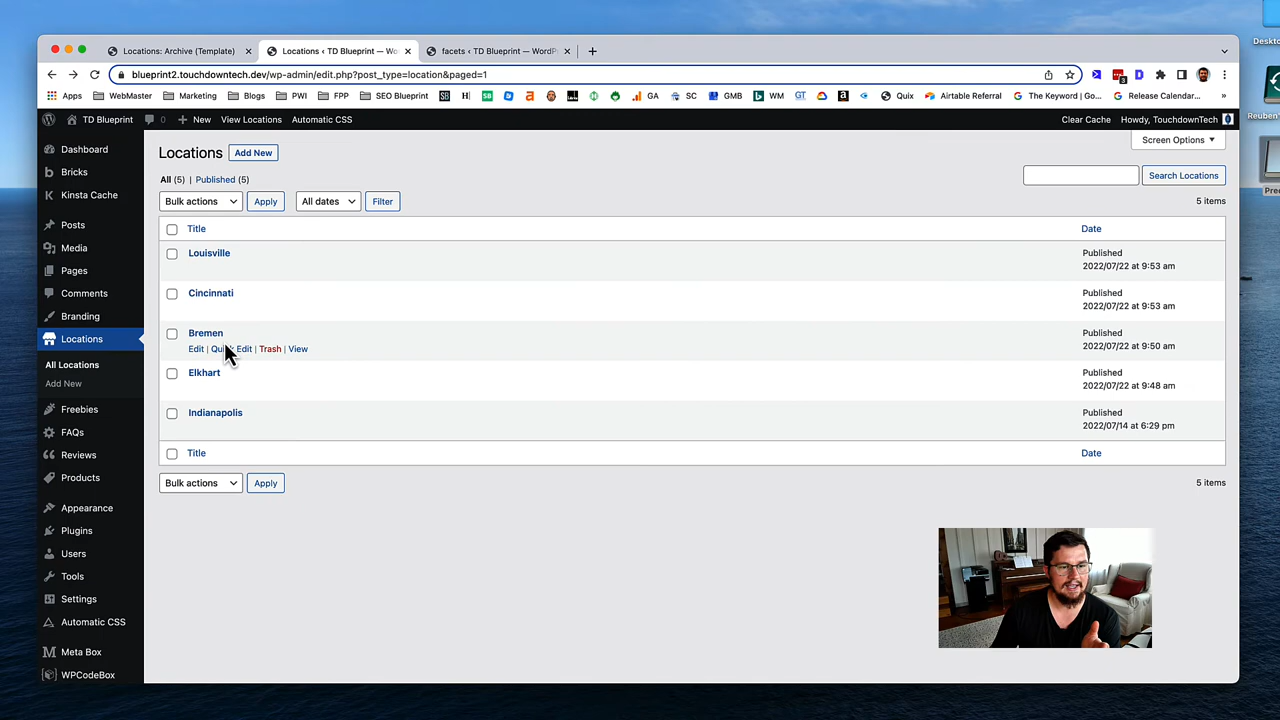 Deskto
Locations: Archive (Template)
Locations ‹ TD Blueprint — Wo
facets ‹ TD Blueprint — WordP
blueprint2.touchdowntech.dev/wp-admin/edit.php?post_type=location&paged=1
Apps WebMaster Marketing Blogs PWI FPP SEO Blueprint GA SC GMB WM GT Quix Airtable Referral The Keyword | Go... Release Calendar... »
Reuben'
TD Blueprint 0 New View Locations Automatic CSS Clear Cache Howdy, TouchdownTech
Screen Options
Dashboard
Bricks
Kinsta Cache
Posts
Media
Pages
Comments
Branding
Locations
All Locations
Add New
Freebies
FAQs
Reviews
Products
Appearance
Plugins
Users
Tools
Settings
Automatic CSS
Meta Box
WPCodeBox
Locations Add New
All (5) | Published (5)
Search Locations
Bulk actions Apply All dates Filter
5 items
Title Date
Louisville Published
2022/07/22 at 9:53 am
Cincinnati Published
2022/07/22 at 9:53 am
Bremen Published
Edit | Quick Edit | Trash | View 2022/07/22 at 9:50 am
Elkhart Published
2022/07/22 at 9:48 am
Indianapolis Published
2022/07/14 at 6:29 pm
Title Date
Bulk actions Apply
5 items